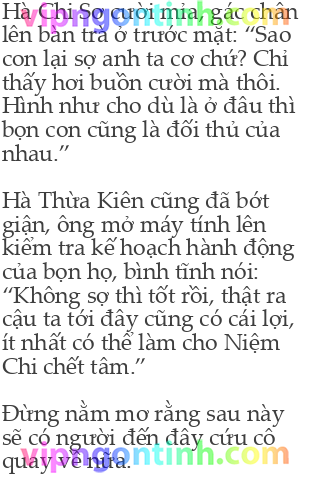 Hà Chi Sơ cười mỉa, gác chân
lên bàn trà ở trước mặt: “Sao
con lại sợ anh ta cơ chứ? Chỉ
thấy hơi buồn cười mà thôi.
Hình như cho dù là ở đâu thì
bọn con cũng là đối thủ của
nhau.”
Hà Thừa Kiên cũng đã bớt
giận, ông mở máy tính lên
kiểm tra kế hoạch hành động
của bọn họ, bình tĩnh nói:
“Không sợ thì tốt rồi, thật ra
cậu ta tới đây cũng có cái lợi,
ít nhất có thể làm cho Niệm
Chi chết tâm.”
Đừng nằm mơ rằng sau này
sẽ có người đến đây cứu cô
quay về nữa.
vipngontinh.com
vipngontinh.com